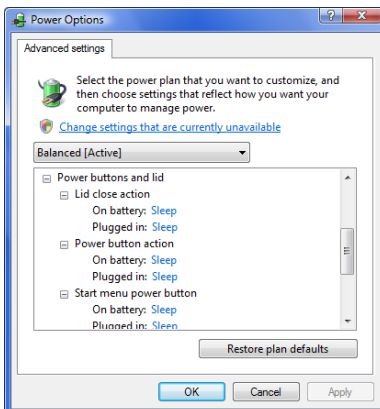 Power Options
Advanced settings
Select the power plan that you want to customize, and
then choose settings that reflect how you want your
computer to manage power.
Change settings that are currently unavailable
Balanced [Active]
Power buttons and lid
Lid close action
On battery: Sleep
Plugged in: Sleep
Power button action
On battery: Sleep
Plugged in: Sleep
Start menu power button
On battery: Sleep
Plugged in: Sleep
Restore plan defaults
OK Cancel Apply